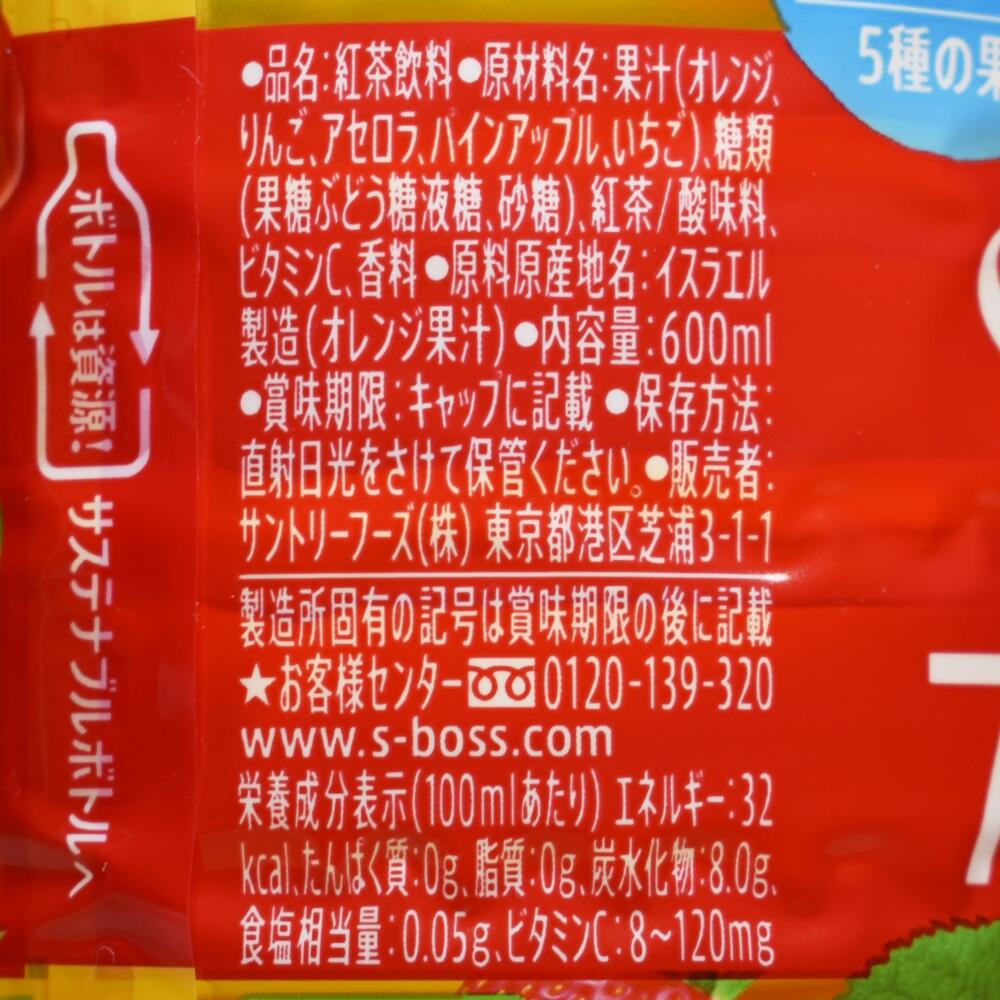 ●品名:紅茶飲料●原材料名:果汁(オレンジ、
りんご、アセロラ、パインアップル、いちご)、糖類
(果糖ぶどう糖液糖、砂糖)、紅茶/酸味料、
ビタミンC、香料●原料原産地名:イスラエル
製造(オレンジ果汁)●内容量:600ml
●賞味期限:キャップに記載●保存方法:
直射日光をさけて保管ください。●販売者:
サントリーフーズ(株) 東京都港区芝浦3-1-1
製造所固有の記号は賞味期限の後に記載
★お客様センター 0120-139-320
www.s-boss.com
栄養成分表示(100mlあたり) エネルギー:32
kcal、たんぱく質:0g、脂質:0g、炭水化物:8.0g、
食塩相当量:0.05g、ビタミンC:8~120mg
ボトルは資源!
サステナブルボトルへ
5種の果